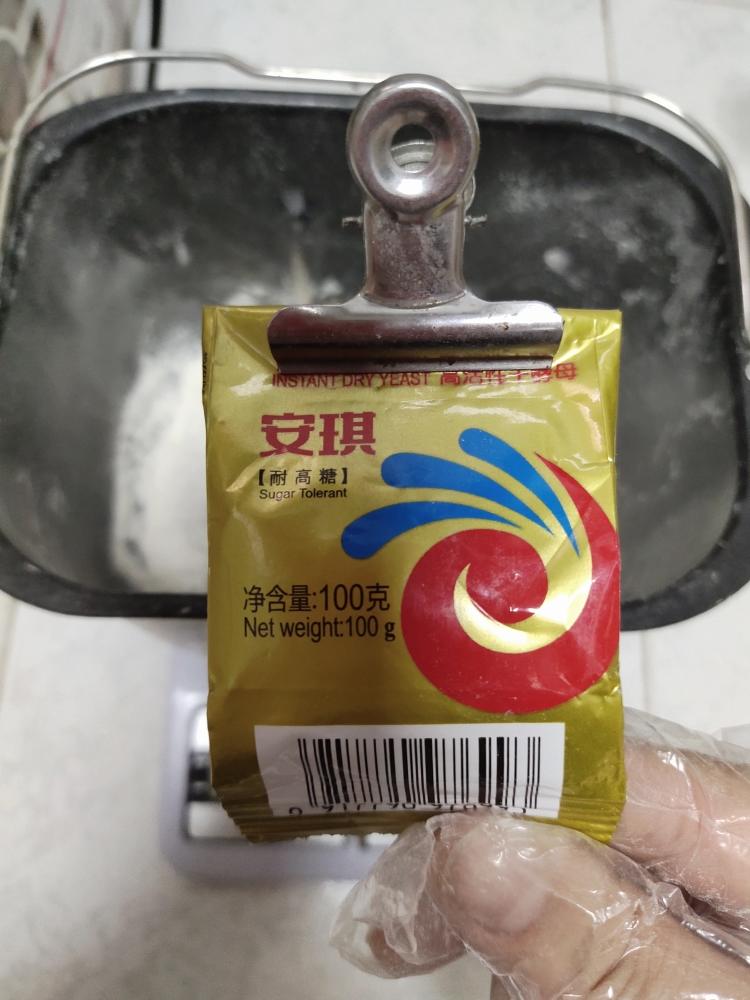 INSTANT DRY YEAST 高活性干酵母
安琪
【耐高糖】
Sugar Tolerant
净含量:100克
Net weight:100 g